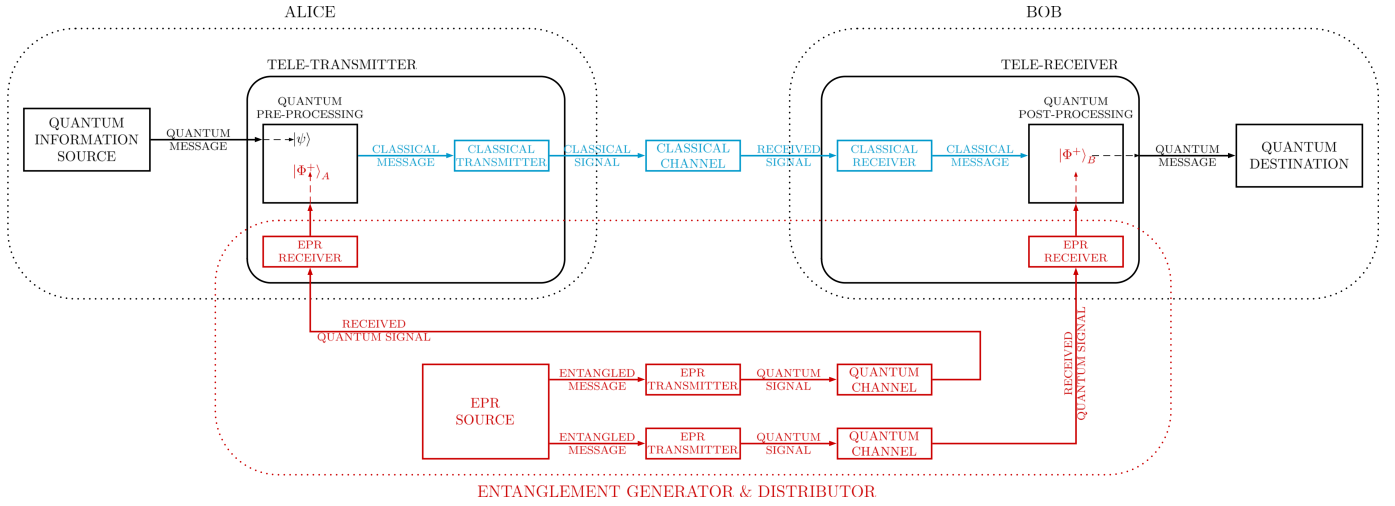 ALICE
BOB
TELE-TRANSMITTER
TELE-RECEIVER
QUANTUM
PRE-PROCESSING
QUANTUM
POST-PROCESSING
QUANTUM
INFORMATION
SOURCE
QUANTUM
MESSAGE
|ψ⟩
|Φ⁺⟩_A
CLASSICAL
MESSAGE
CLASSICAL
TRANSMITTER
CLASSICAL
SIGNAL
CLASSICAL
CHANNEL
RECEIVED
SIGNAL
CLASSICAL
RECEIVER
CLASSICAL
MESSAGE
|Φ⁺⟩_B
QUANTUM
MESSAGE
QUANTUM
DESTINATION
EPR
RECEIVER
EPR
RECEIVER
RECEIVED
QUANTUM SIGNAL
RECEIVED
QUANTUM SIGNAL
EPR
SOURCE
ENTANGLED
MESSAGE
EPR
TRANSMITTER
QUANTUM
SIGNAL
QUANTUM
CHANNEL
ENTANGLED
MESSAGE
EPR
TRANSMITTER
QUANTUM
SIGNAL
QUANTUM
CHANNEL
ENTANGLEMENT GENERATOR & DISTRIBUTOR